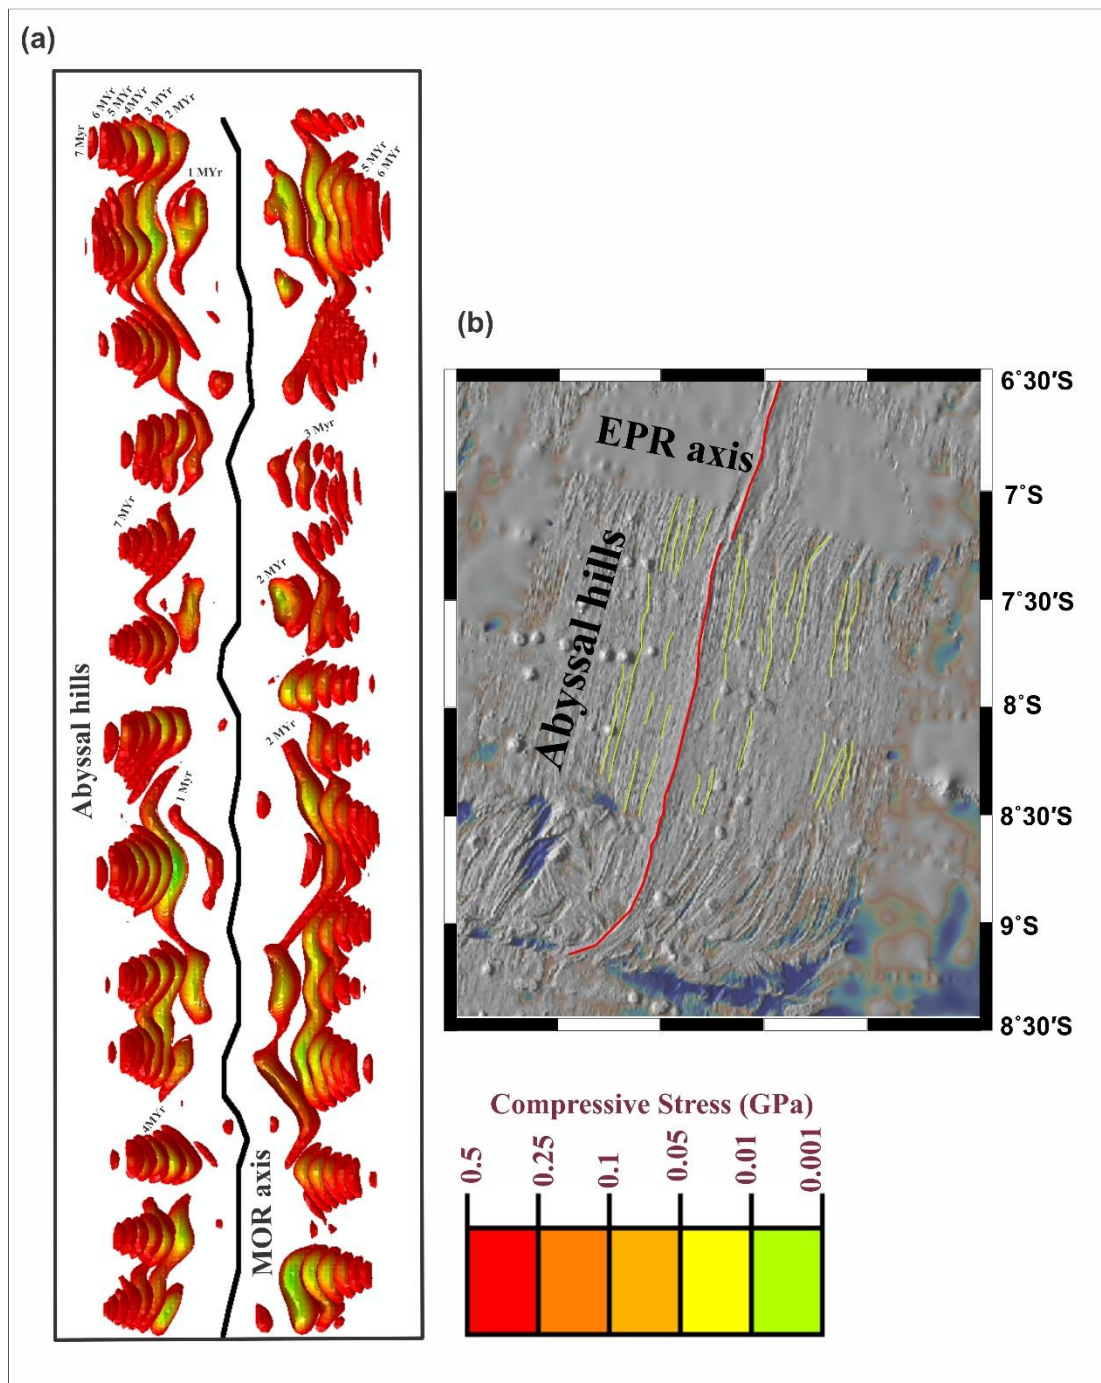 (a)
7 Myr
6 MYr
5 MYr
4MYr
3 MYr
2 MYr
1 MYr
5 MYr
6 MYr
3 Myr
7 MYr
2 MYr
Abyssal hills
2 MYr
1 Myr
4MYr
MOR axis
(b)
EPR axis
Abyssal hills
6˚30′S
7˚S
7˚30′S
8˚S
8˚30′S
9˚S
8˚30′S
Compressive Stress (GPa)
0.5
0.25
0.1
0.05
0.01
0.001